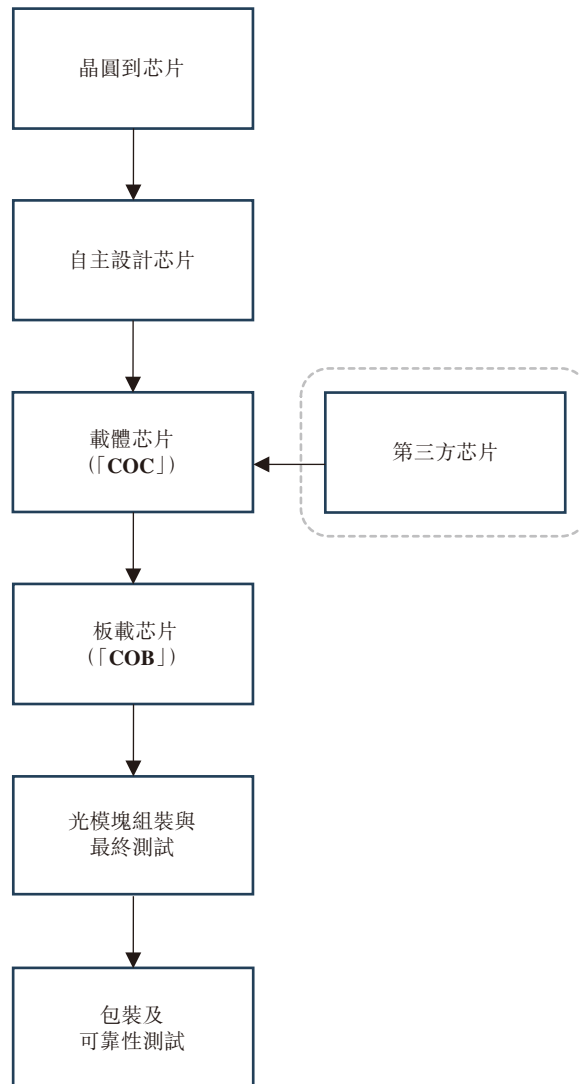 晶圓到芯片
自主設計芯片
載體芯片
(「COC」)
第三方芯片
板載芯片
(「COB」)
光模塊組裝與
最終測試
包裝及
可靠性測試